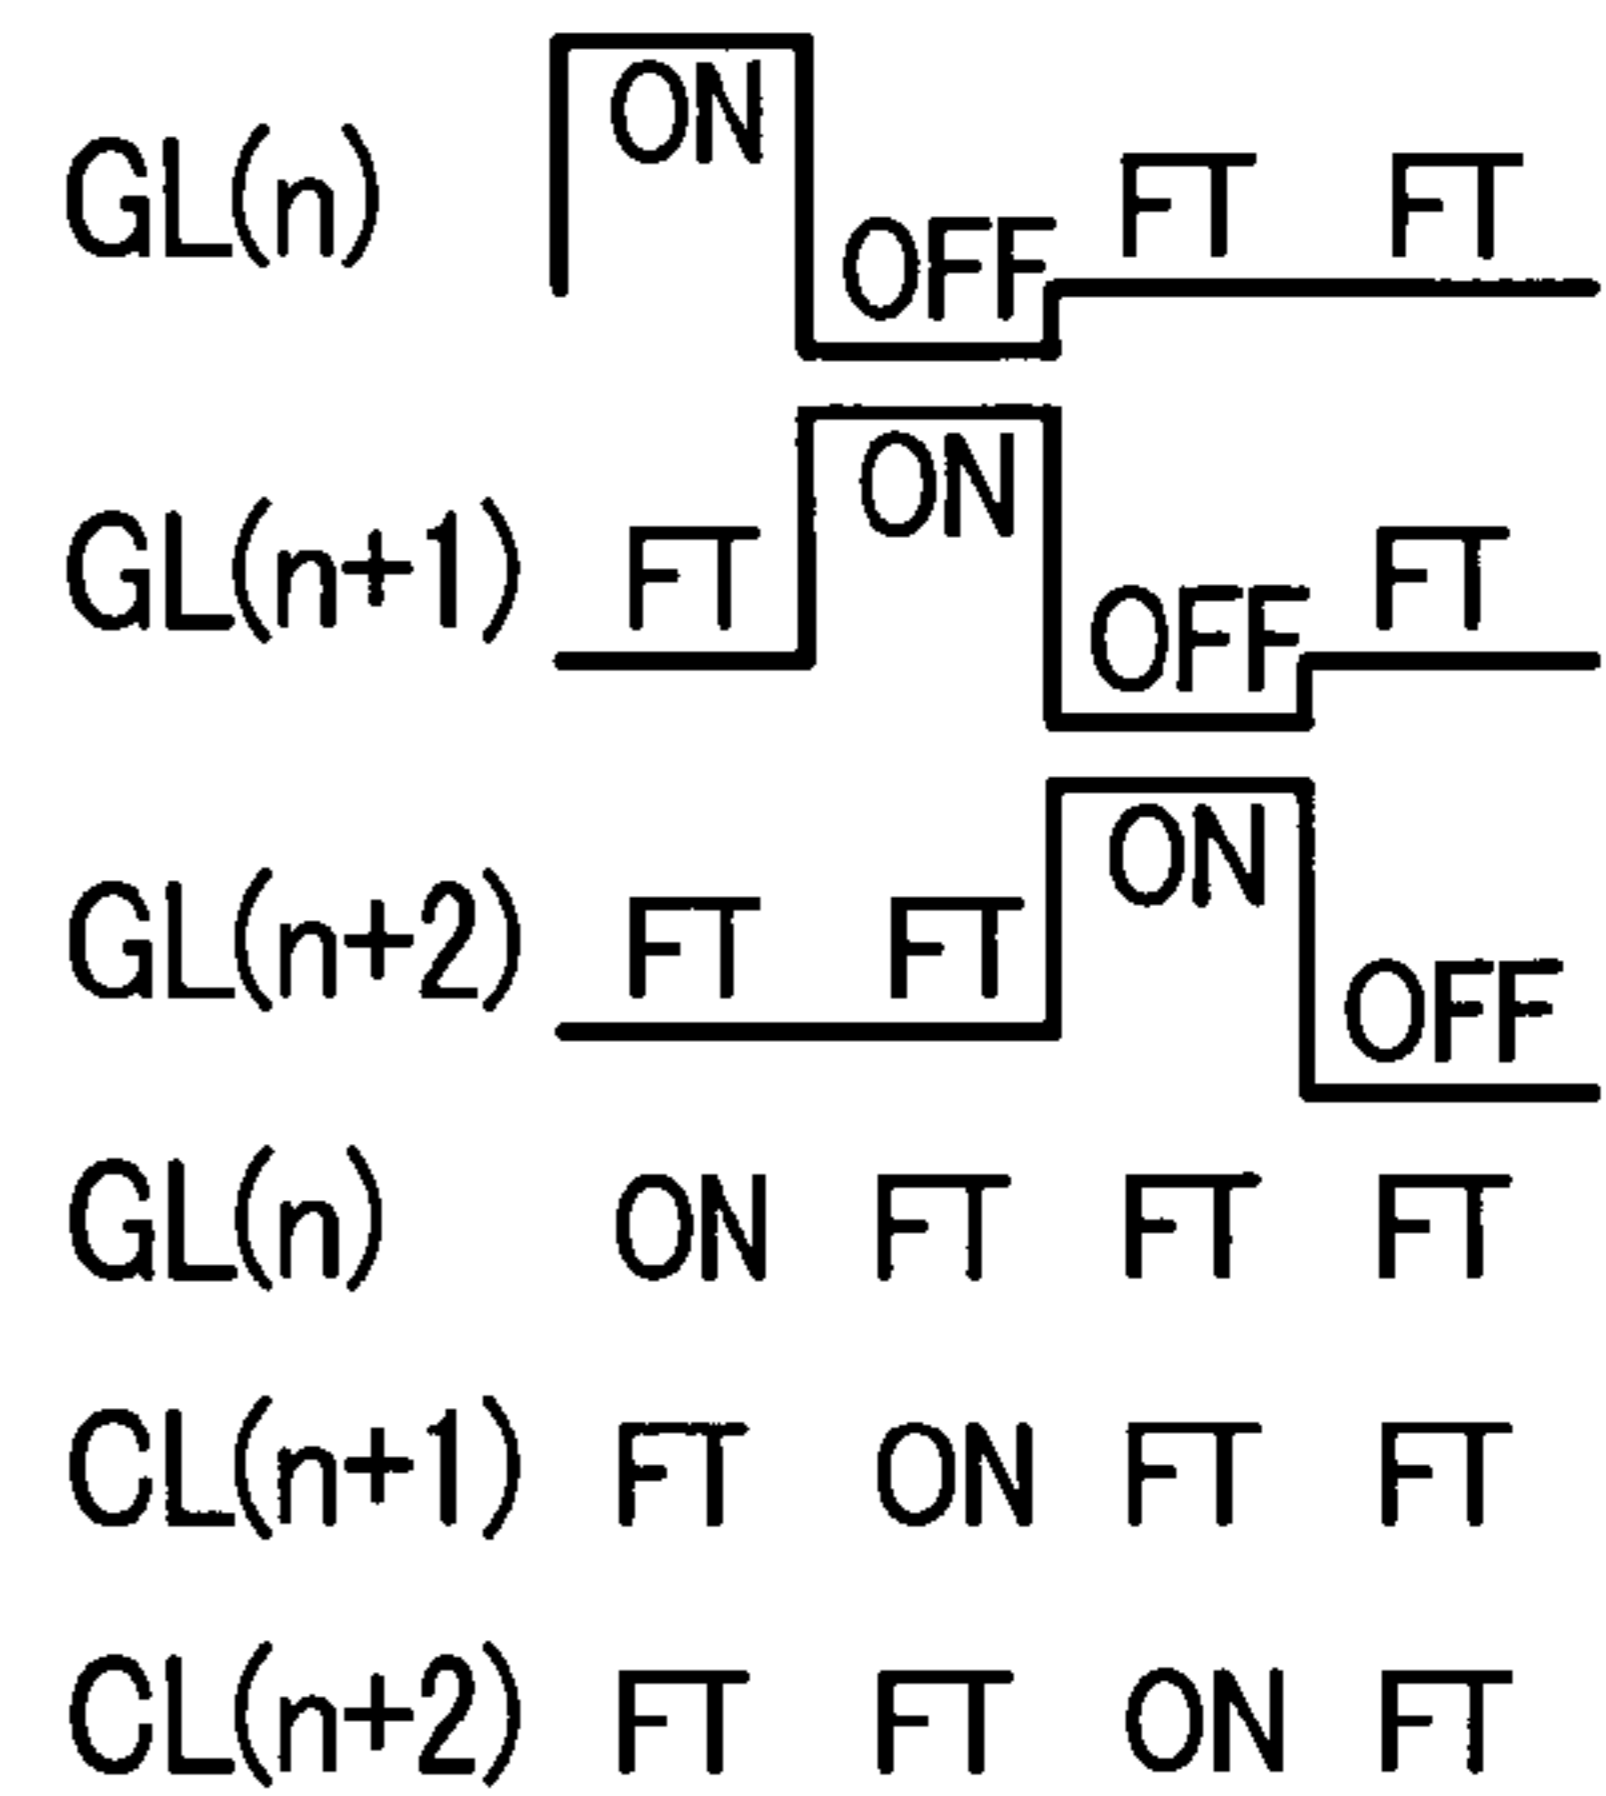 GL(n) ON OFF FT FT
GL(n+1) FT ON OFF FT
GL(n+2) FT FT ON OFF
GL(n) ON FT FT FT
CL(n+1) FT ON FT FT
CL(n+2) FT FT ON FT